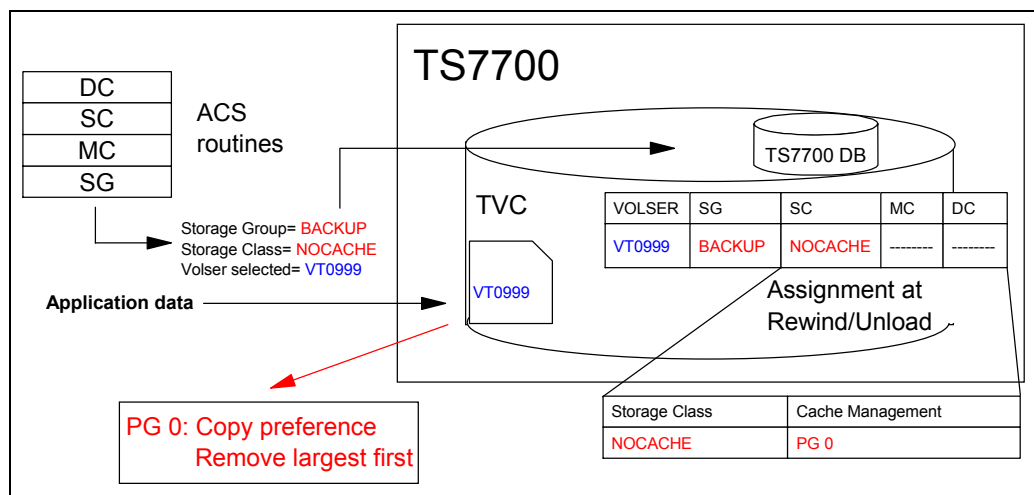 TS7700
DC
SC
MC
SG
ACS
routines
TS7700 DB
TVC
VOLSER SG SC MC DC
VT0999 BACKUP NOCACHE -------- --------
Storage Group= BACKUP
Storage Class= NOCACHE
Volser selected= VT0999
Application data
VT0999
Assignment at
Rewind/Unload
PG 0: Copy preference
Remove largest first
Storage Class Cache Management
NOCACHE PG 0